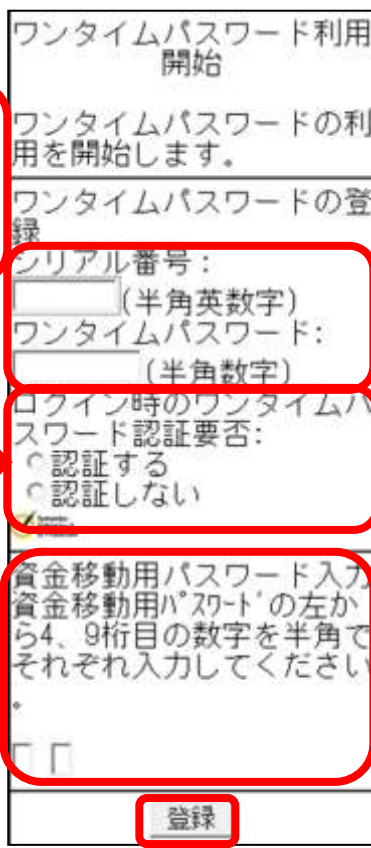 ワンタイムパスワード利用
開始
ワンタイムパスワードの利
用を開始します。
ワンタイムパスワードの登
録
シリアル番号：
(半角英数字)
ワンタイムパスワード:
(半角数字)
ログイン時のワンタイムパ
スワード認証要否:
認証する
認証しない
資金移動用パスワード入力
資金移動用ﾊﾟｽﾜｰﾄﾞの左か
ら4、9桁目の数字を半角で
それぞれ入力してください
。
登録